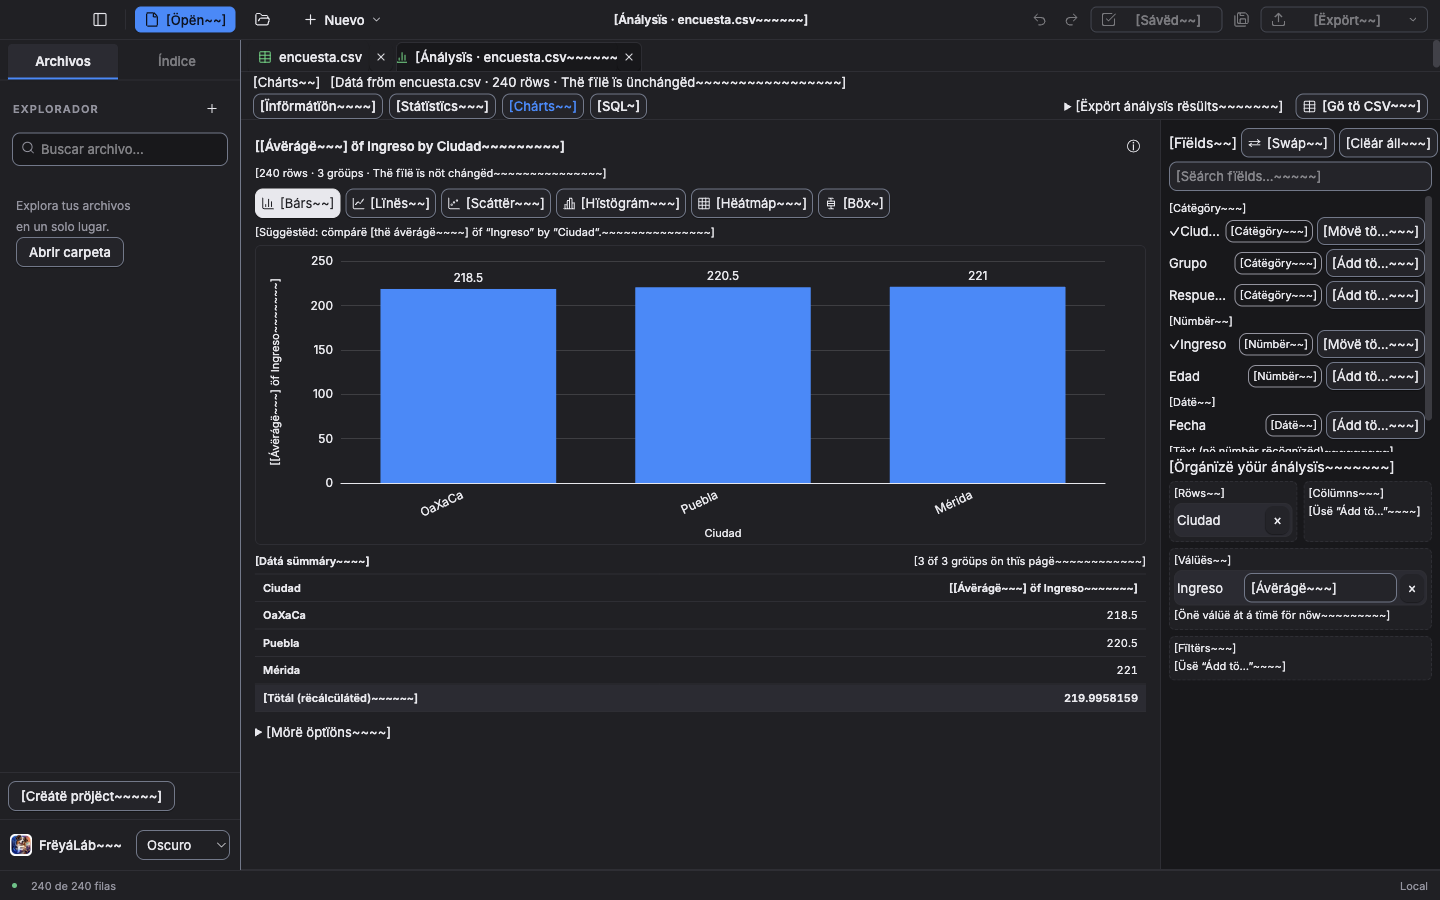 [Öpën~~]
Nuevo
[Ánálysïs · encuesta.csv~~~~~~]
[Sávëd~~]
[Ëxpört~~]
Archivos
Índice
encuesta.csv ×
[Ánálysïs · encuesta.csv~~~~~~ ×
[Chárts~~] [Dátá fröm encuesta.csv · 240 röws · Thë fïlë ïs ünchángëd~~~~~~~~~~~~~~~~~]
EXPLORADOR +
[Ïnförmátïön~~~~]
[Státïstïcs~~~]
[Chárts~~]
[SQL~]
[Ëxpört ánálysïs rësülts~~~~~~~]
[Gö tö CSV~~~]
Buscar archivo...
Explora tus archivos
en un solo lugar.
Abrir carpeta
[[Ávërágë~~~] öf Ingreso by Ciudad~~~~~~~~~]
[240 röws · 3 gröüps · Thë fïlë ïs nöt chángëd~~~~~~~~~~~~~~~]
[Bárs~~]
[Lïnës~~]
[Scáttër~~~]
[Hïstögrám~~~]
[Hëátmáp~~~]
[Böx~]
[Süggëstëd: cömpárë [thë ávërágë~~~~] öf “Ingreso” by “Ciudad”.~~~~~~~~~~~~~~~]
[[Ávërágë~~~] öf Ingreso~~~~~~~]
250
200
150
100
50
0
218.5
220.5
221
OaXaCa
Puebla
Mérida
Ciudad
[Dátá sümmáry~~~~]
[3 öf 3 gröüps ön thïs págë~~~~~~~~~~~~]
Ciudad [[Ávërágë~~~] öf Ingreso~~~~~~~]
OaXaCa 218.5
Puebla 220.5
Mérida 221
[Tötál (rëcálcülátëd)~~~~~~] 219.9958159
[Mörë öptïöns~~~~]
[Fïëlds~~]
[Swáp~~]
[Clëár áll~~~]
[Sëárch fïëlds...~~~~~]
[Cátëgöry~~~]
✓Ciud... [Cátëgöry~~~] [Mövë tö...~~~]
Grupo [Cátëgöry~~~] [Ádd tö...~~~]
Respue... [Cátëgöry~~~] [Ádd tö...~~~]
[Nümbër~~]
✓Ingreso [Nümbër~~] [Mövë tö...~~~]
Edad [Nümbër~~] [Ádd tö...~~~]
[Dátë~~]
Fecha [Dátë~~] [Ádd tö...~~~]
[Tëxt (nö nümbër rëcögnïzëd)~~~~~~~~~]
[Örgánïzë yöür ánálysïs~~~~~~~]
[Röws~~]
Ciudad ×
[Cölümns~~~]
[Üsë “Ádd tö...”~~~~]
[Válüës~~]
Ingreso [Ávërágë~~~] ×
[Önë válüë át á tïmë för nöw~~~~~~~~~]
[Fïltërs~~~]
[Üsë “Ádd tö...”~~~~]
[Crëátë pröjëct~~~~~]
FrëyáLáb~~~
Oscuro
240 de 240 filas
Local